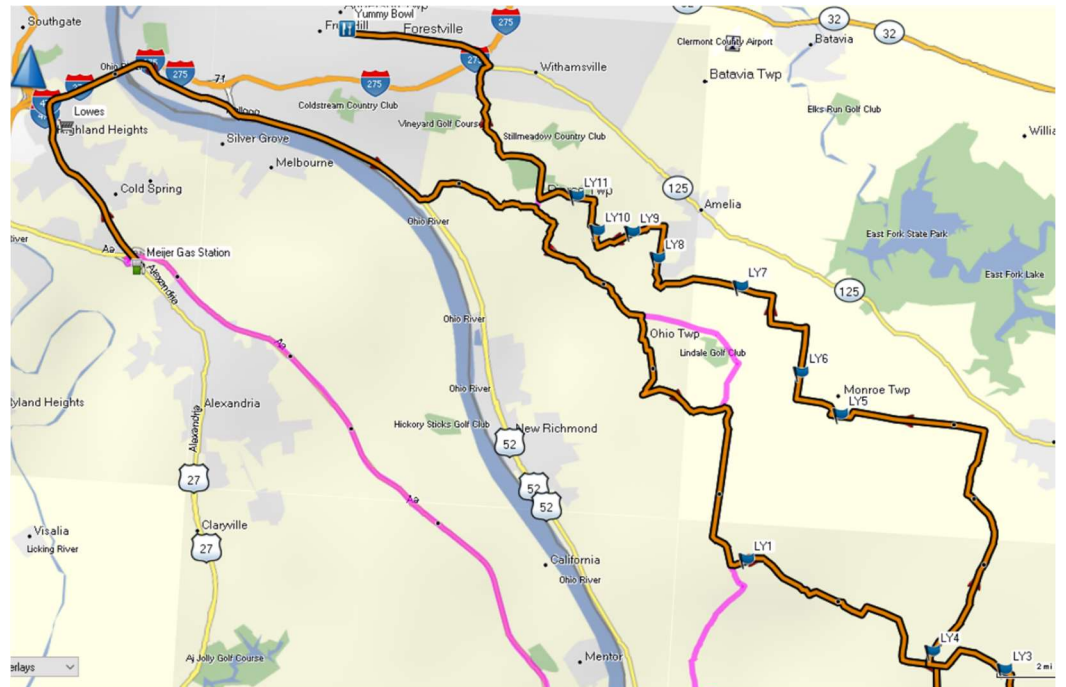 Southgate
Yummy Bowl
Forestville
275
32
32
Clermont County Airport
Batavia
Withamsville
Batavia Twp
275
275
71
Coldstream Country Club
Elks Run Golf Club
Lowes
Highland Heights
Silver Grove
Vineyard Golf Course
Stillmeadow Country Club
Melbourne
Cold Spring
LY11
125
Amelia
Ohio River
LY10
LY9
East Fork State Park
Aa
Meijer Gas Station
LY8
East Fork Lake
Alexandria
LY7
125
Ohio River
Aa
Ohio Twp
Lindale Golf Club
LY6
Ohio River
Monroe Twp
Ryland Heights
Alexandria
LY5
Alexandria
Hickory Sticks Golf Club
New Richmond
52
27
52
Aa
52
Claryville
Visalia
27
Licking River
LY1
California
Ohio River
Aj Jolly Golf Course
Mentor
LY4
LY3
erlays
2 mi